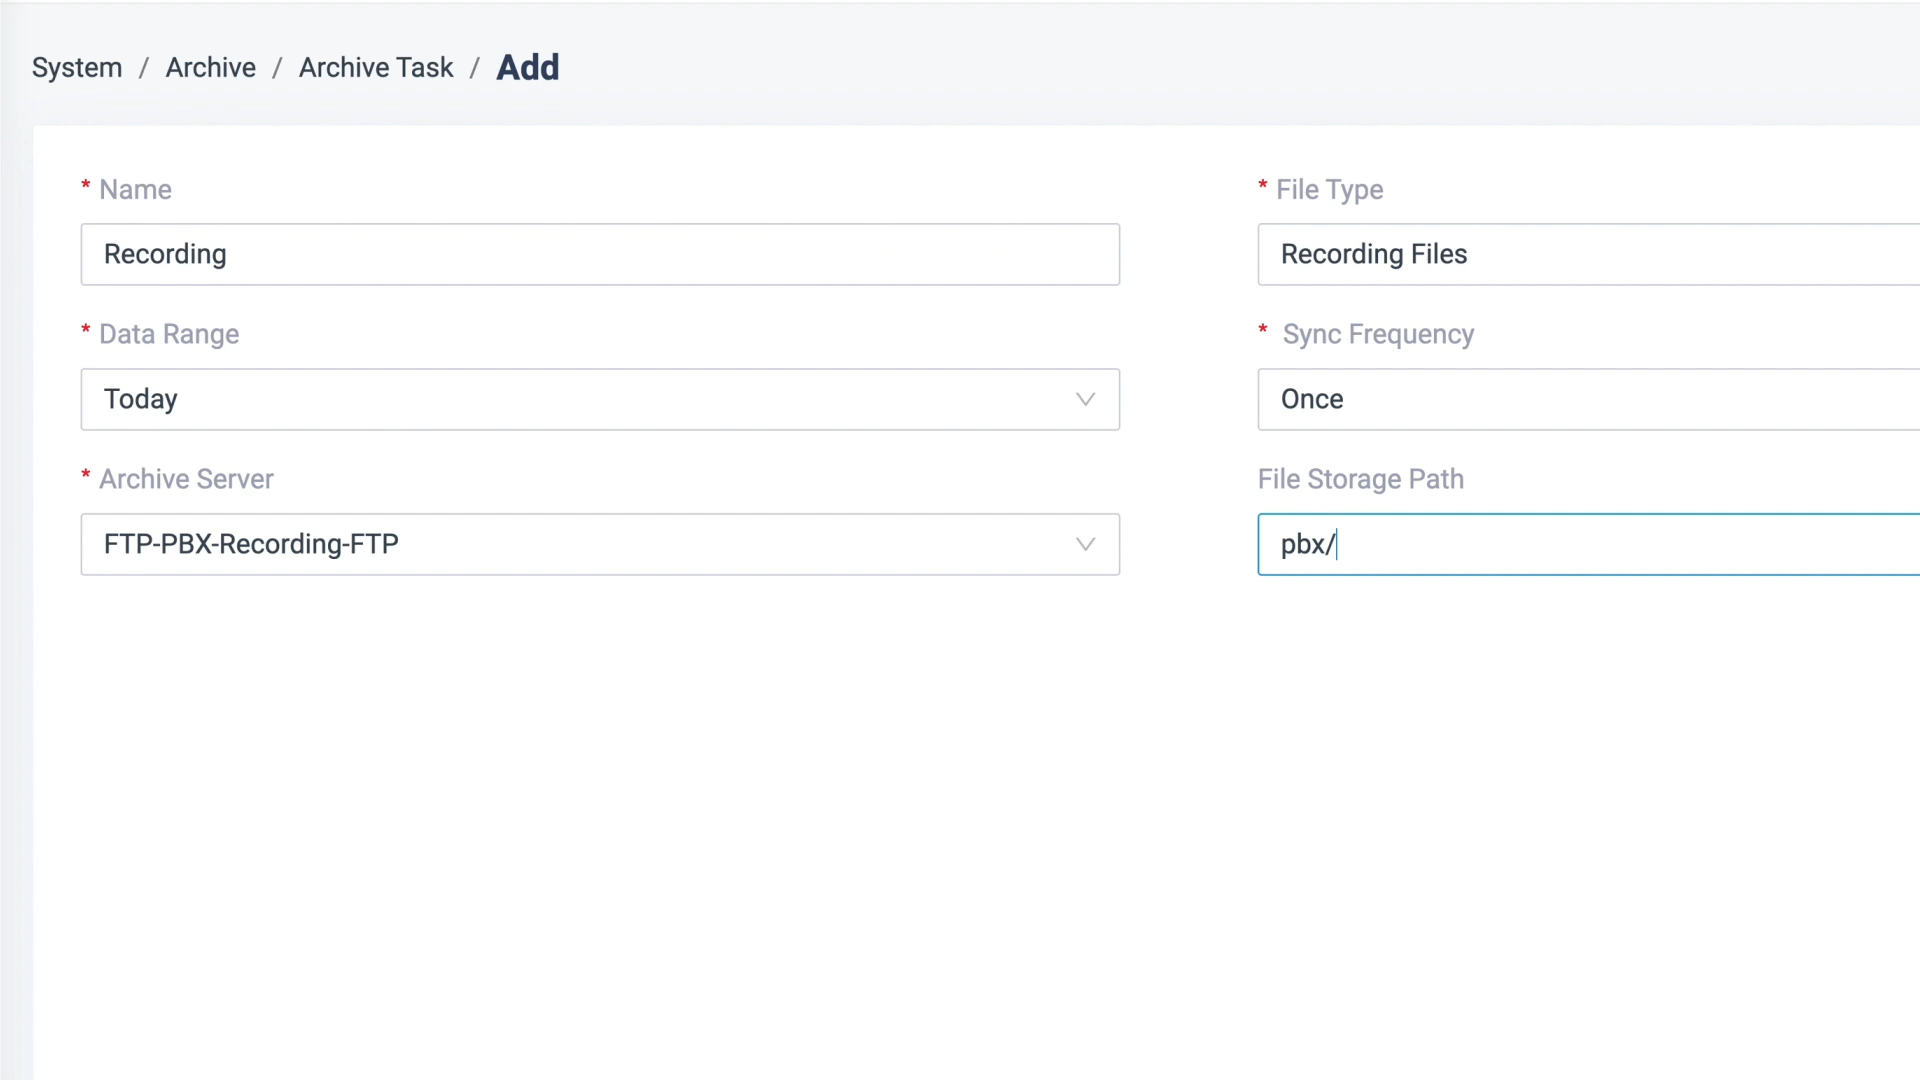 System / Archive / Archive Task / Add
* Name
Recording
* File Type
Recording Files
* Data Range
Today
* Sync Frequency
Once
* Archive Server
FTP-PBX-Recording-FTP
File Storage Path
pbx/